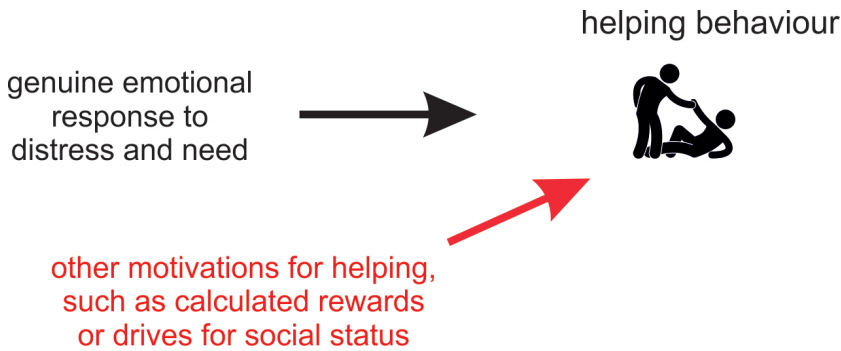 helping behaviour
genuine emotional
response to
distress and need
other motivations for helping,
such as calculated rewards
or drives for social status